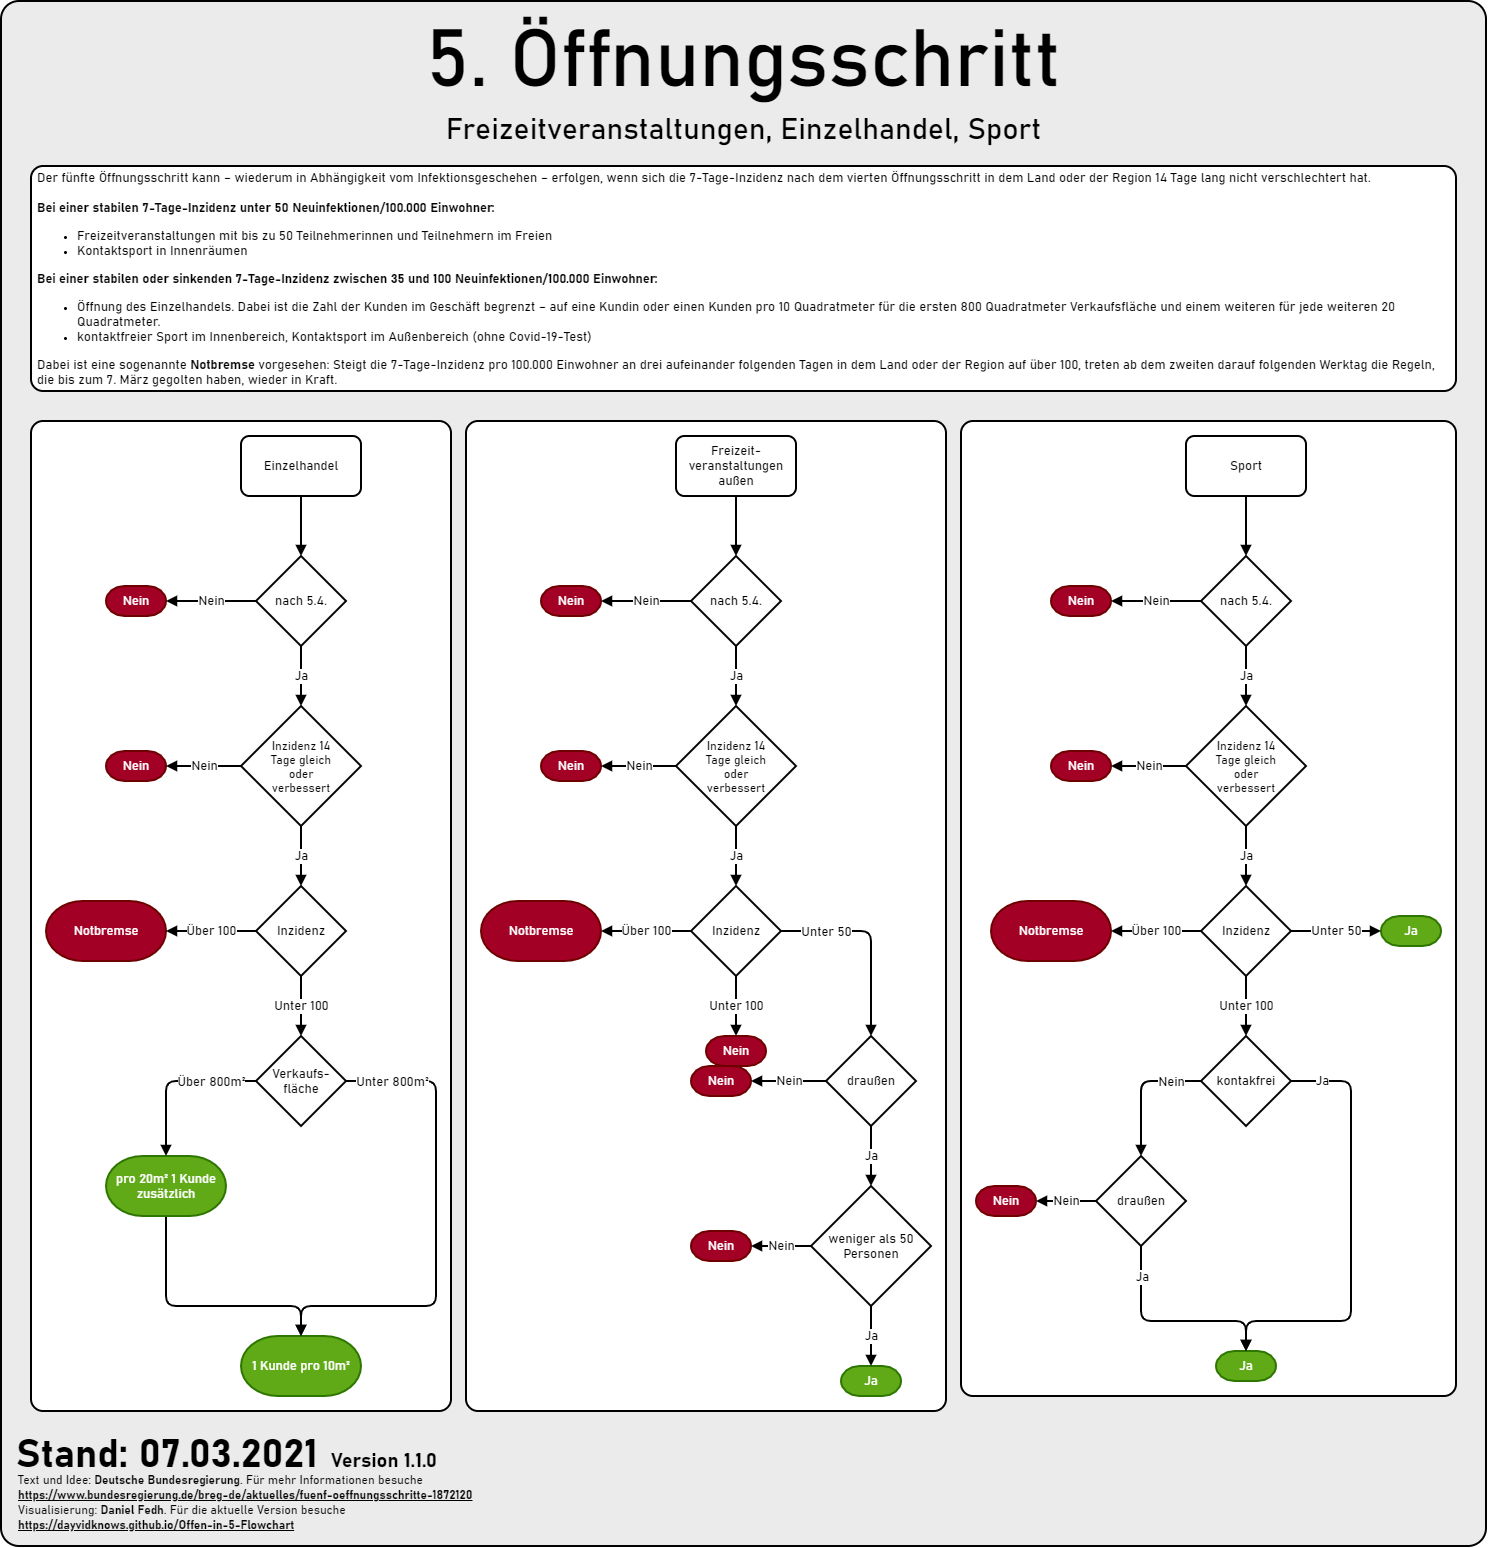 5. Öffnungsschritt
Freizeitveranstaltungen, Einzelhandel, Sport
Der fünfte Öffnungsschritt kann – wiederum in Abhängigkeit vom Infektionsgeschehen – erfolgen, wenn sich die 7-Tage-Inzidenz nach dem vierten Öffnungsschritt in dem Land oder der Region 14 Tage lang nicht verschlechtert hat.
Bei einer stabilen 7-Tage-Inzidenz unter 50 Neuinfektionen/100.000 Einwohner:
• Freizeitveranstaltungen mit bis zu 50 Teilnehmerinnen und Teilnehmern im Freien
• Kontaktsport in Innenräumen
Bei einer stabilen oder sinkenden 7-Tage-Inzidenz zwischen 35 und 100 Neuinfektionen/100.000 Einwohner:
• Öffnung des Einzelhandels. Dabei ist die Zahl der Kunden im Geschäft begrenzt – auf eine Kundin oder einen Kunden pro 10 Quadratmeter für die ersten 800 Quadratmeter Verkaufsfläche und einem weiteren für jede weiteren 20
Quadratmeter.
• kontaktfreier Sport im Innenbereich, Kontaktsport im Außenbereich (ohne Covid-19-Test)
Dabei ist eine sogenannte Notbremse vorgesehen: Steigt die 7-Tage-Inzidenz pro 100.000 Einwohner an drei aufeinander folgenden Tagen in dem Land oder der Region auf über 100, treten ab dem zweiten darauf folgenden Werktag die Regeln,
die bis zum 7. März gegolten haben, wieder in Kraft.
Einzelhandel
nach 5.4.
Nein
Nein
Ja
Inzidenz 14
Tage gleich
oder
verbessert
Nein
Nein
Ja
Inzidenz
Über 100
Notbremse
Unter 100
Verkaufs-
fläche
Über 800m²
Unter 800m²
pro 20m² 1 Kunde
zusätzlich
1 Kunde pro 10m²
Freizeit-
veranstaltungen
außen
nach 5.4.
Nein
Nein
Ja
Inzidenz 14
Tage gleich
oder
verbessert
Nein
Nein
Ja
Inzidenz
Über 100
Notbremse
Unter 50
Unter 100
Nein
draußen
Nein
Nein
Ja
weniger als 50
Personen
Nein
Nein
Ja
Ja
Sport
nach 5.4.
Nein
Nein
Ja
Inzidenz 14
Tage gleich
oder
verbessert
Nein
Nein
Ja
Inzidenz
Über 100
Notbremse
Unter 50
Ja
Unter 100
kontakfrei
Nein
Ja
draußen
Nein
Nein
Ja
Ja
Stand: 07.03.2021 Version 1.1.0
Text und Idee: Deutsche Bundesregierung. Für mehr Informationen besuche
https://www.bundesregierung.de/breg-de/aktuelles/fuenf-oeffnungsschritte-1872120
Visualisierung: Daniel Fedh. Für die aktuelle Version besuche
https://dayvidknows.github.io/Offen-in-5-Flowchart